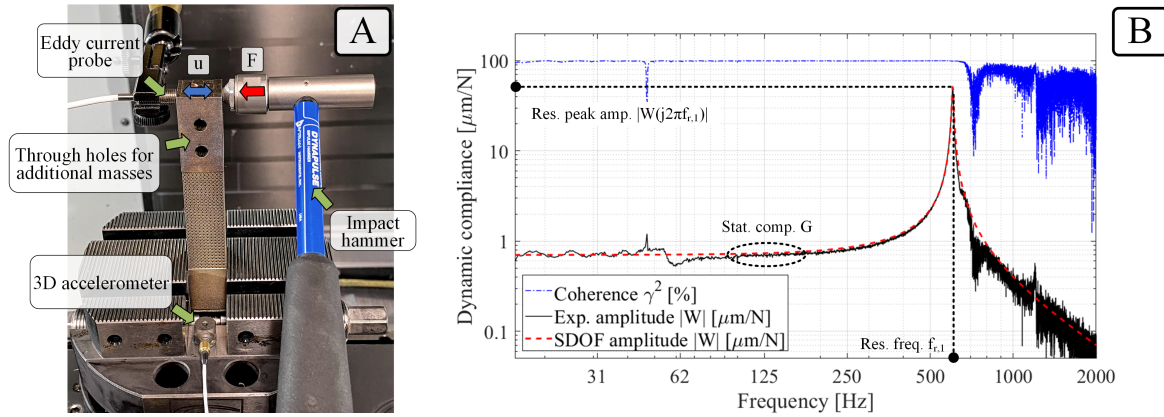 A
Eddy current
probe
u
F
Through holes for
additional masses
DYNAPULSE
Impact
hammer
3D accelerometer
B
Dynamic compliance [μm/N]
100
10
1
0.1
Res. peak amp. |W(j2πf_r,1)|
Stat. comp. G
Coherence γ² [%]
Exp. amplitude |W| [μm/N]
SDOF amplitude |W| [μm/N]
Res. freq. f_r,1
31 62 125 250 500 1000 2000
Frequency [Hz]